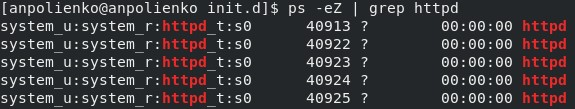 [anpolienko@anpolienko init.d]$ ps -eZ | grep httpd
system_u:system_r:httpd_t:s0 40913 ? 00:00:00 httpd
system_u:system_r:httpd_t:s0 40922 ? 00:00:00 httpd
system_u:system_r:httpd_t:s0 40923 ? 00:00:00 httpd
system_u:system_r:httpd_t:s0 40924 ? 00:00:00 httpd
system_u:system_r:httpd_t:s0 40925 ? 00:00:00 httpd